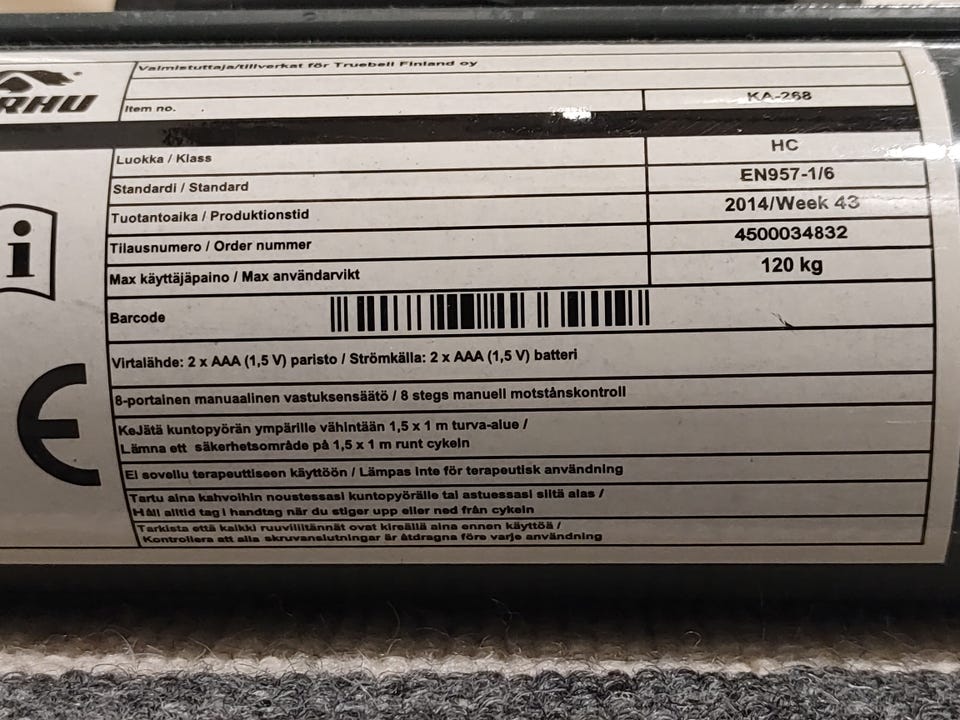 RHU
Valmistuttaja/tillverkat för Truebell Finland oy
Item no. KA-268
Luokka / Klass HC
Standardi / Standard EN957-1/6
Tuotantoaika / Produktionstid 2014/Week 43
Tilausnumero / Order nummer 4500034832
Max käyttäjäpaino / Max användarvikt 120 kg
Barcode
Virtalähde: 2 x AAA (1,5 V) paristo / Strömkälla: 2 x AAA (1,5 V) batteri
8-portainen manuaalinen vastuksensäätö / 8 stegs manuell motstånskontroll
KeJätä kuntopyörän ympärille vähintään 1,5 x 1 m turva-alue /
Lämna ett säkerhetsområde på 1,5 x 1 m runt cykeln
Ei sovellu terapeuttiseen käyttöön / Lämpas inte för terapeutisk användning
Tartu aina kahvoihin noustessasi kuntopyörälle tai astuessasi siltä alas /
Håll alltid tag i handtag när du stiger upp eller ned från cykeln
Tarkista että kaikki ruuviliitännät ovat kireällä aina ennen käyttöä /
Kontrollera att alla skruvanslutningar är åtdragna före varje användning
i
CE